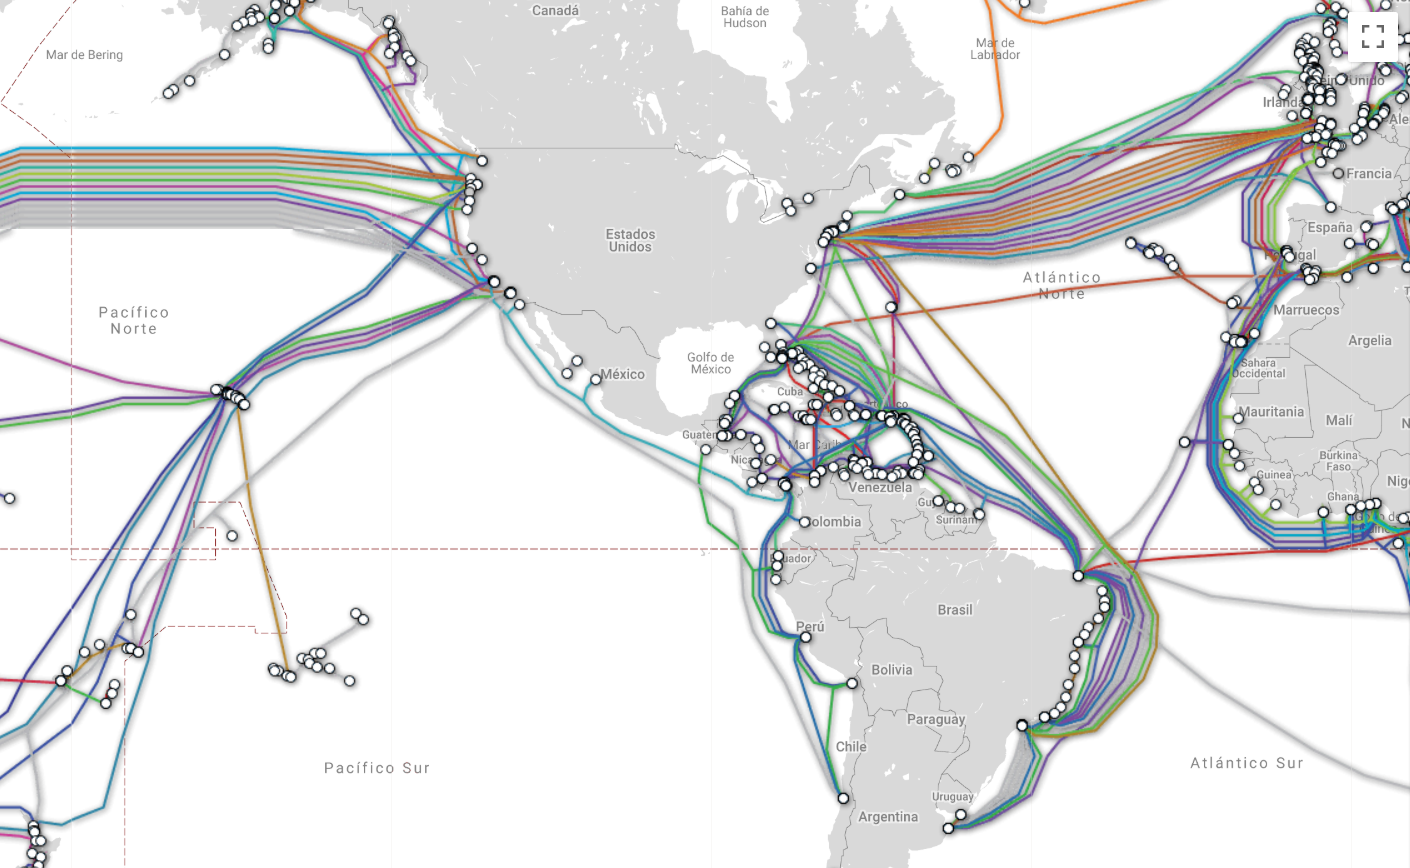 Canadá
Bahía de
Hudson
Mar de Bering
Mar de
Labrador
Irlanda
Unido
Francia
Estados
Unidos
España
Atlántico
Norte
Pacífico
Norte
Marruecos
Argelia
Golfo de
México
México
Sahara
Occidental
Cuba
Mauritania
Malí
Mar
Burkina
Faso
Guinea
Ghana
Venezuela
Surinam
Brasil
Perú
Bolivia
Paraguay
Chile
Pacífico Sur
Atlántico Sur
Uruguay
Argentina